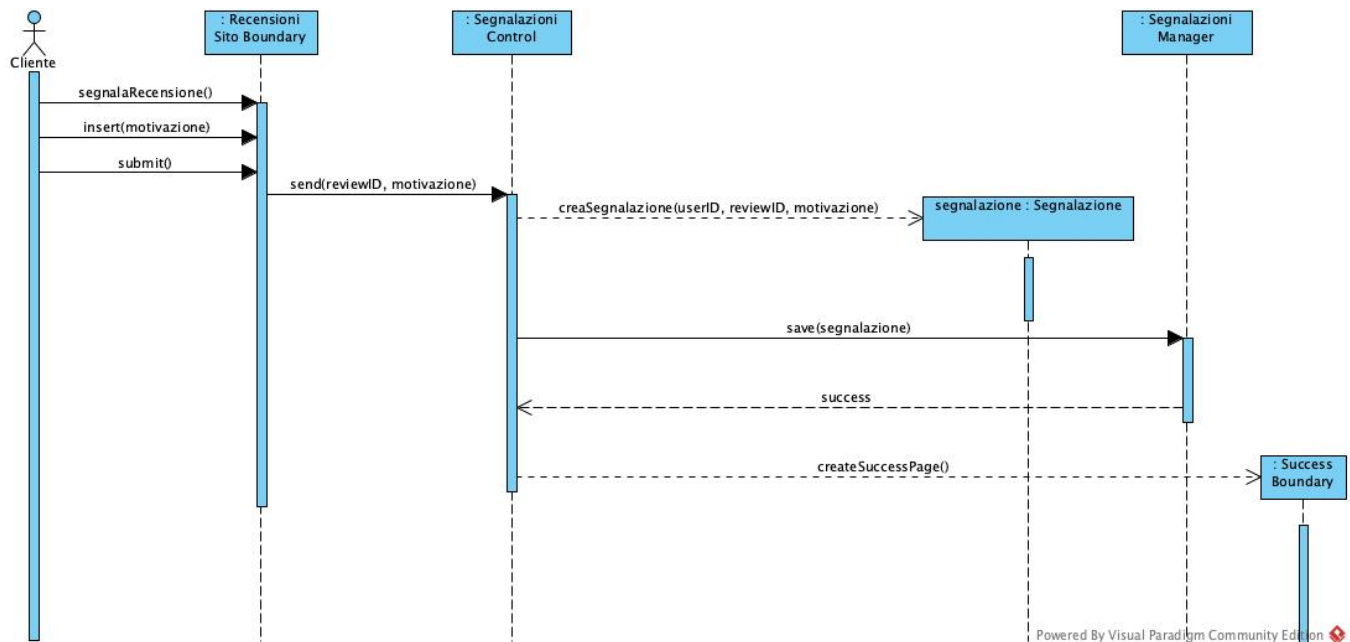 : Recensioni
Sito Boundary
: Segnalazioni
Control
: Segnalazioni
Manager
Cliente
segnalaRecensione()
insert(motivazione)
submit()
send(reviewID, motivazione)
creaSegnalazione(userID, reviewID, motivazione)
segnalazione : Segnalazione
save(segnalazione)
success
createSuccessPage()
: Success
Boundary
Powered By Visual Paradigm Community Edition